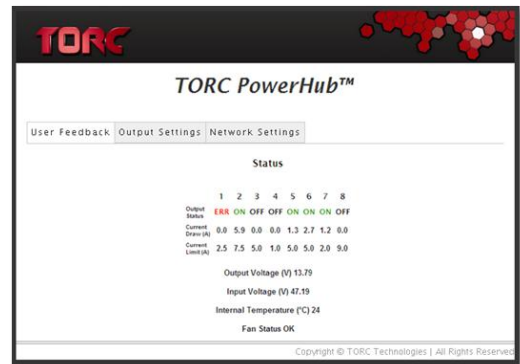 TORC
TORC PowerHub™
User Feedback Output Settings Network Settings
Status
1 2 3 4 5 6 7 8
Output Status ERR ON OFF OFF ON ON ON OFF
Current Draw (A) 0.0 5.9 0.0 0.0 1.3 2.7 1.2 0.0
Current Limit (A) 2.5 7.5 5.0 1.0 5.0 5.0 2.0 9.0
Output Voltage (V) 13.79
Input Voltage (V) 47.19
Internal Temperature (°C) 24
Fan Status OK
Copyright © TORC Technologies | All Rights Reserved